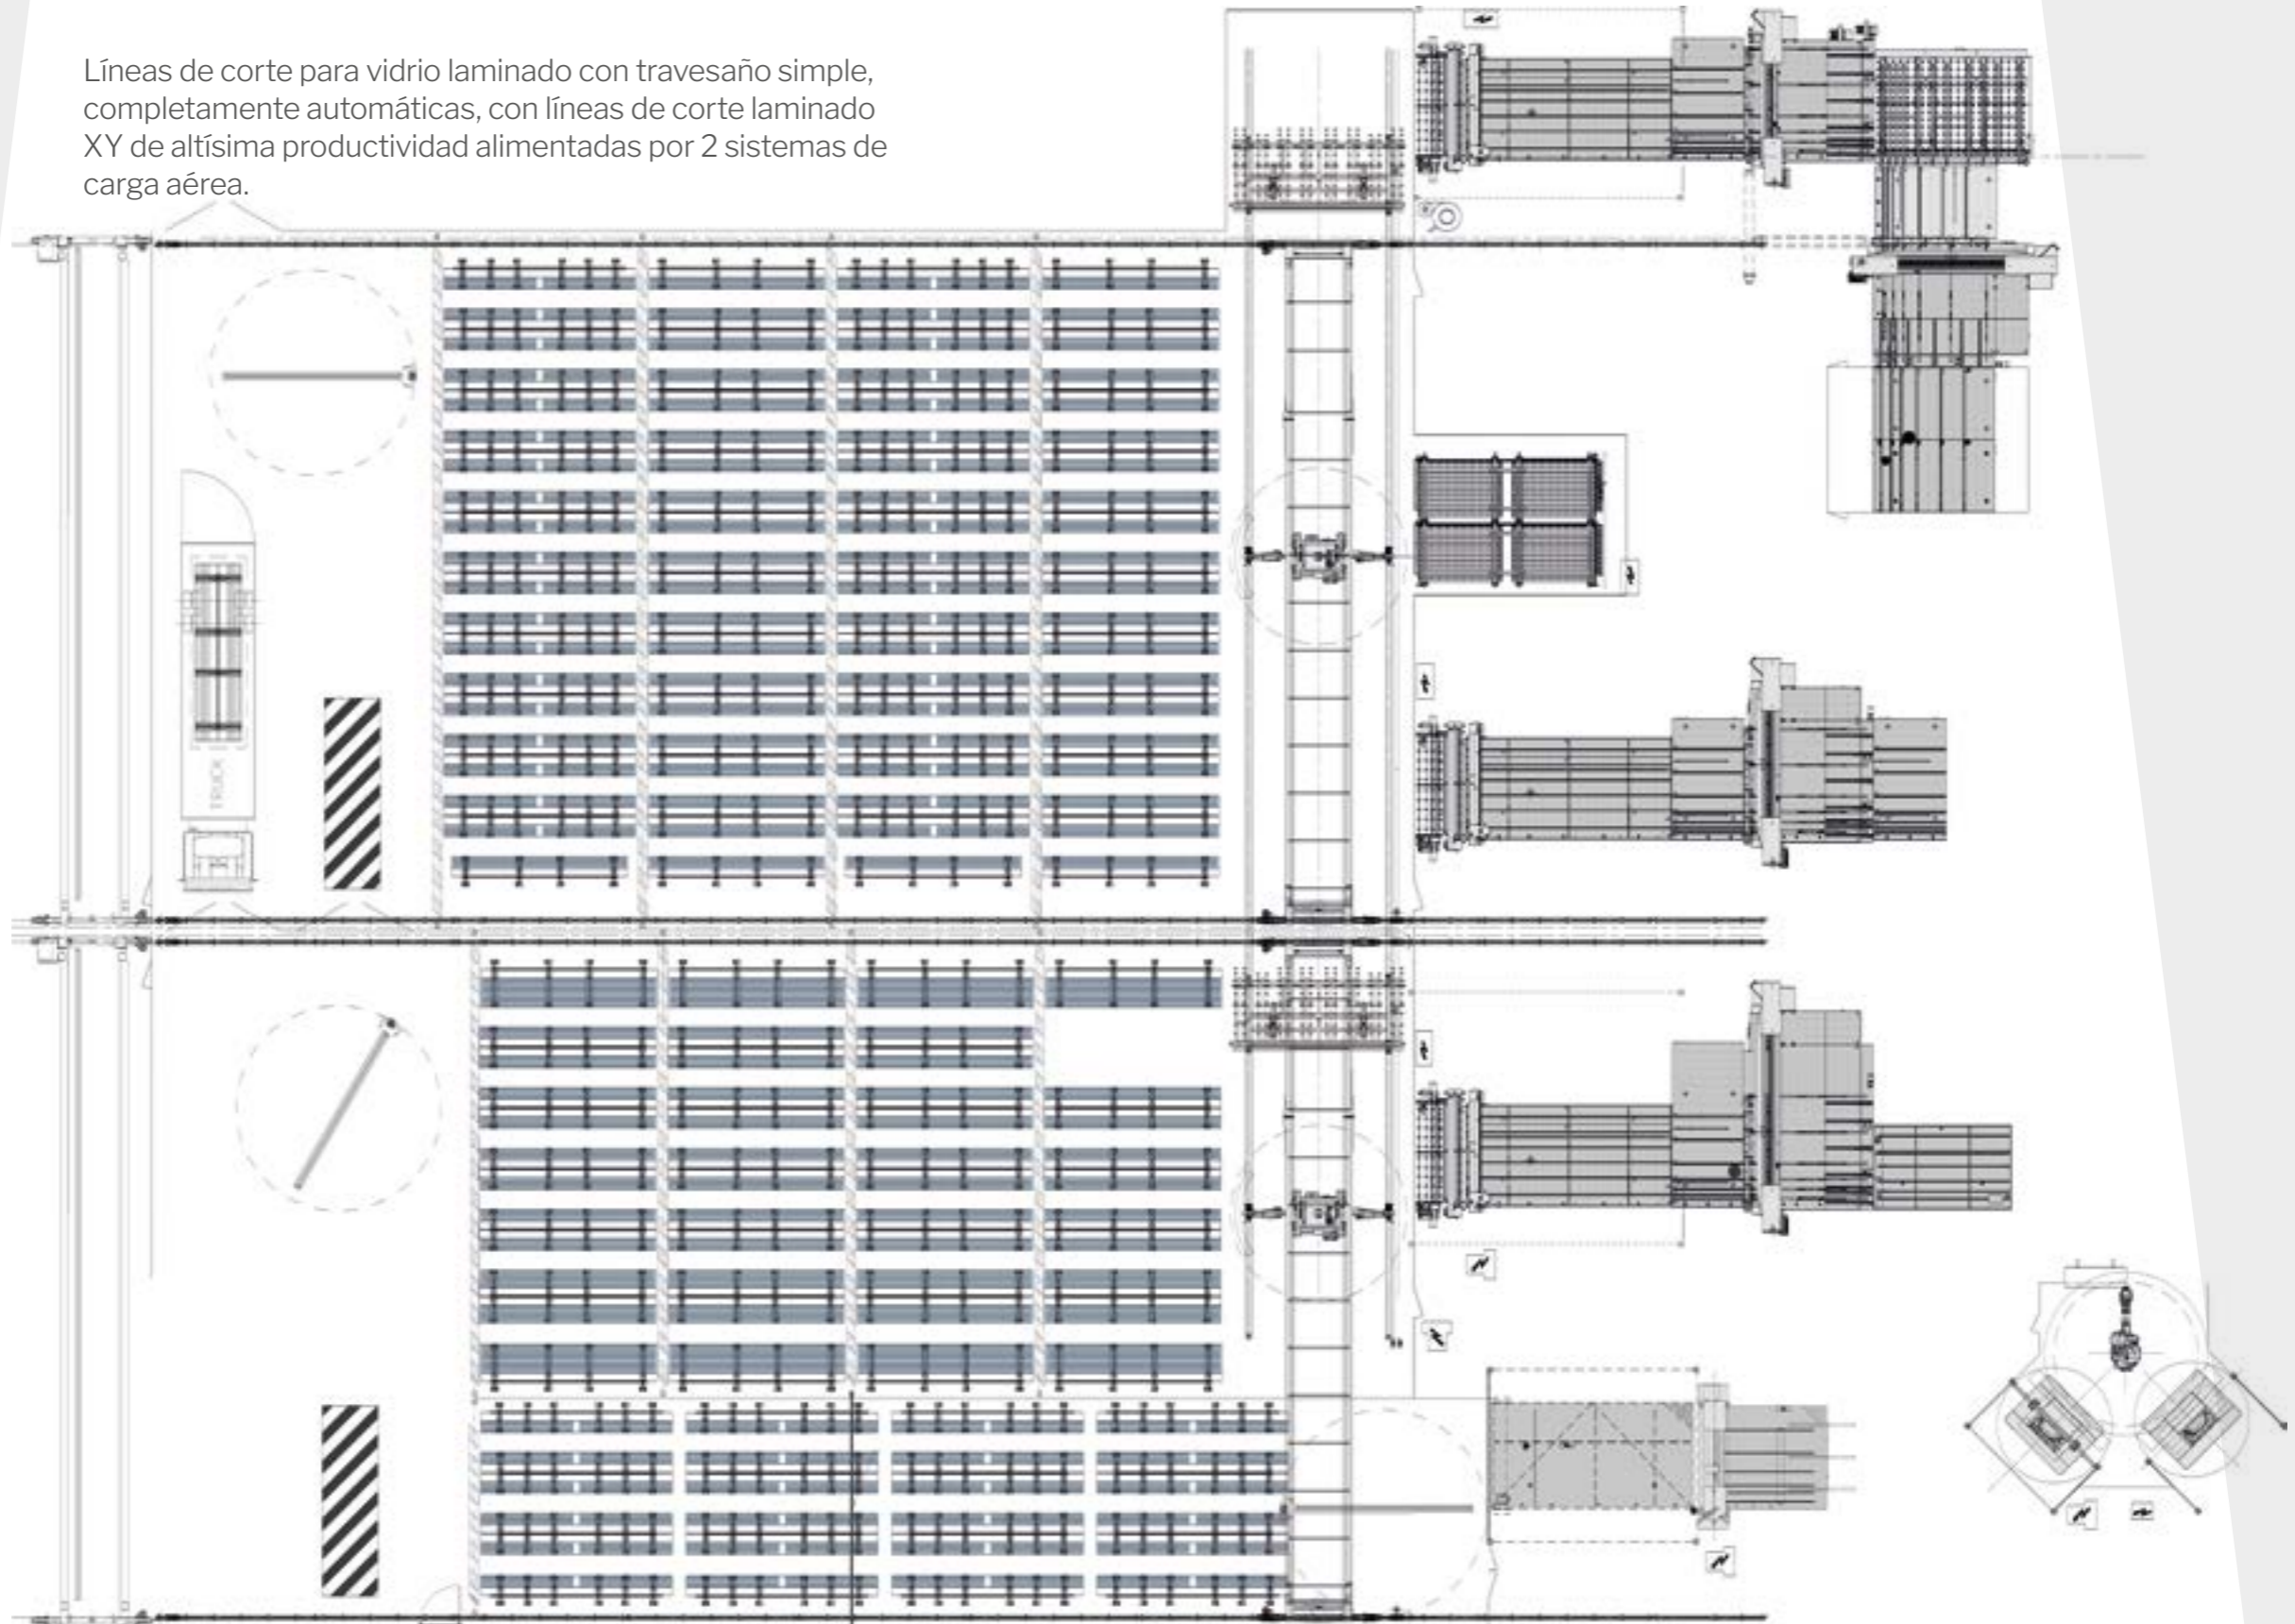 Líneas de corte para vidrio laminado con travesaño simple,
completamente automáticas, con líneas de corte laminado
XY de altísima productividad alimentadas por 2 sistemas de
carga aérea.
TRUCK